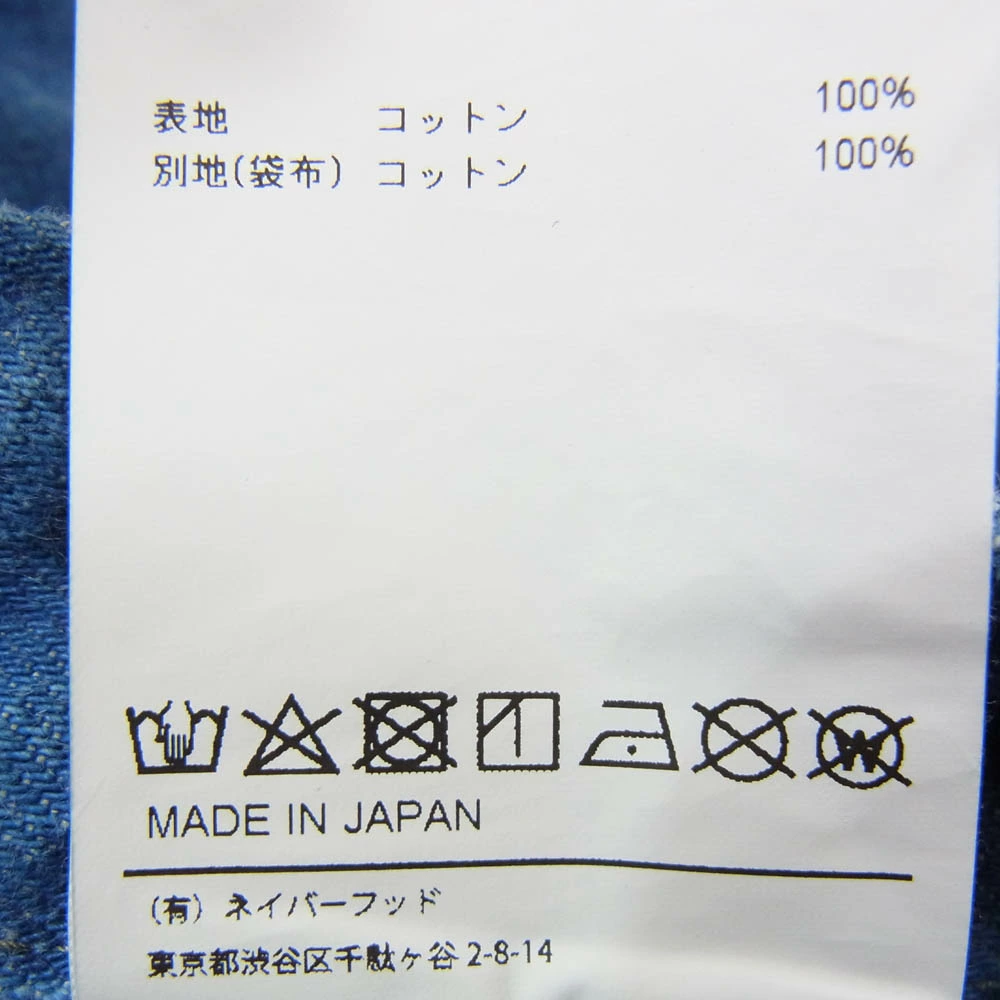 表地 コットン 100%
別地(袋布) コットン 100%
MADE IN JAPAN
(有) ネイバーフッド
東京都渋谷区千駄ヶ谷 2-8-14